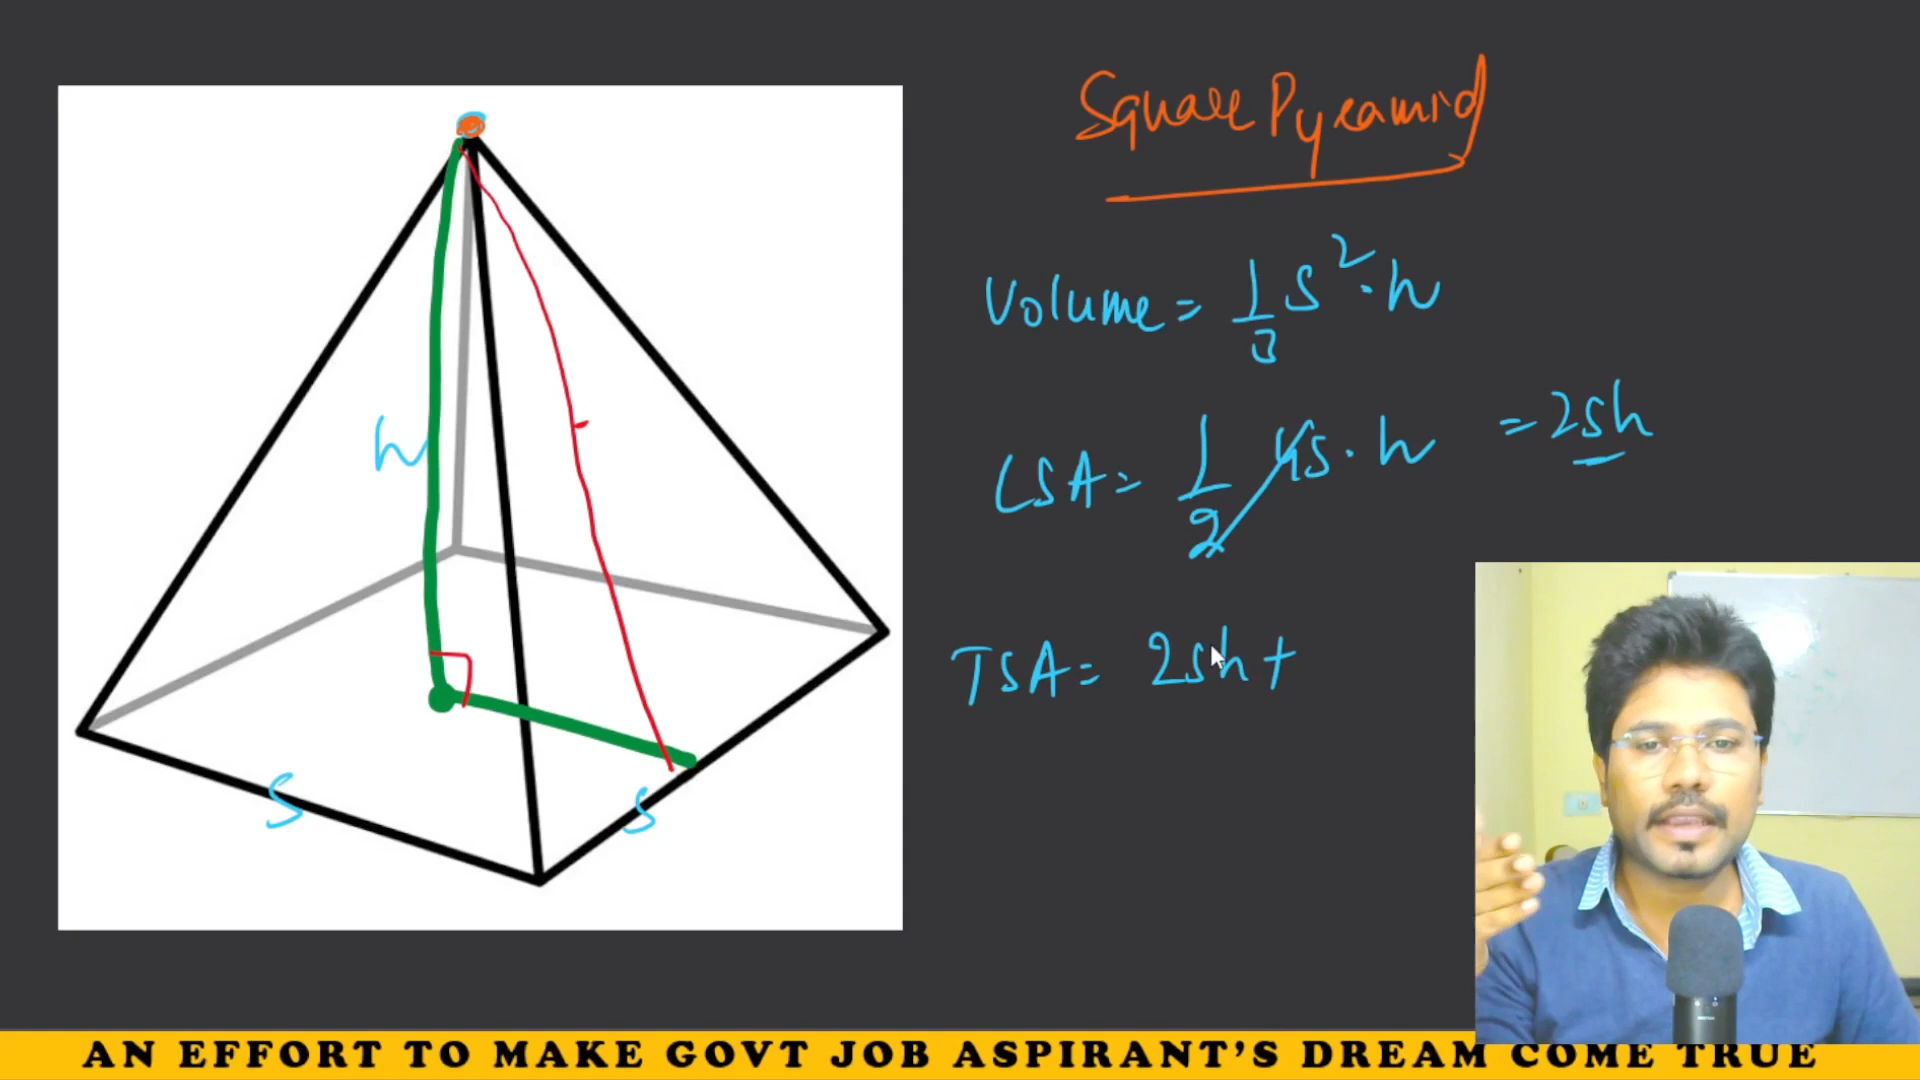 Square Pyramid
Volume = 1/3 S² · h
LSA = 1/2 4s · h = 2sh
TSA = 2sh +
h
S
S
AN EFFORT TO MAKE GOVT JOB ASPIRANT'S DREAM COME TRUE